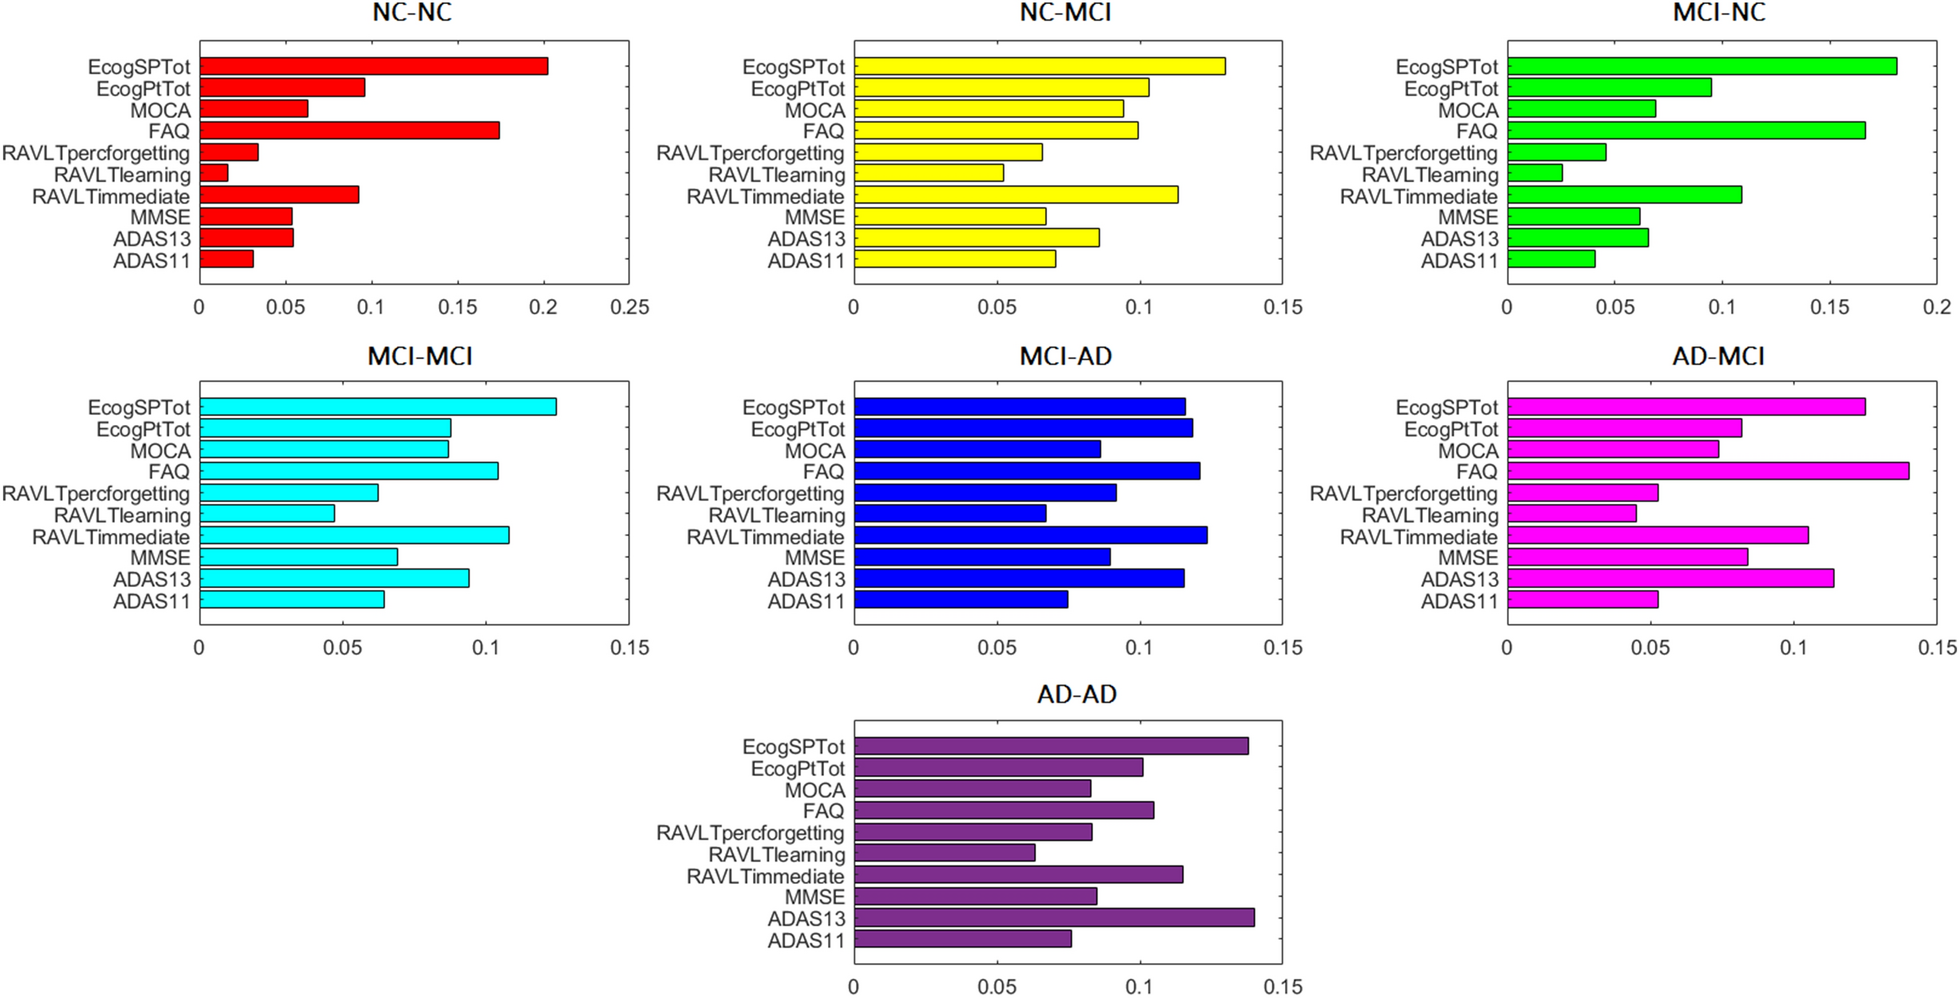 NC-NC
EcogSPTot
EcogPtTot
MOCA
FAQ
RAVLTpercforgetting
RAVLTlearning
RAVLTimmediate
MMSE
ADAS13
ADAS11
0 0.05 0.1 0.15 0.2 0.25
NC-MCI
EcogSPTot
EcogPtTot
MOCA
FAQ
RAVLTpercforgetting
RAVLTlearning
RAVLTimmediate
MMSE
ADAS13
ADAS11
0 0.05 0.1 0.15
MCI-NC
EcogSPTot
EcogPtTot
MOCA
FAQ
RAVLTpercforgetting
RAVLTlearning
RAVLTimmediate
MMSE
ADAS13
ADAS11
0 0.05 0.1 0.15 0.2
MCI-MCI
EcogSPTot
EcogPtTot
MOCA
FAQ
RAVLTpercforgetting
RAVLTlearning
RAVLTimmediate
MMSE
ADAS13
ADAS11
0 0.05 0.1 0.15
MCI-AD
EcogSPTot
EcogPtTot
MOCA
FAQ
RAVLTpercforgetting
RAVLTlearning
RAVLTimmediate
MMSE
ADAS13
ADAS11
0 0.05 0.1 0.15
AD-MCI
EcogSPTot
EcogPtTot
MOCA
FAQ
RAVLTpercforgetting
RAVLTlearning
RAVLTimmediate
MMSE
ADAS13
ADAS11
0 0.05 0.1 0.15
AD-AD
EcogSPTot
EcogPtTot
MOCA
FAQ
RAVLTpercforgetting
RAVLTlearning
RAVLTimmediate
MMSE
ADAS13
ADAS11
0 0.05 0.1 0.15